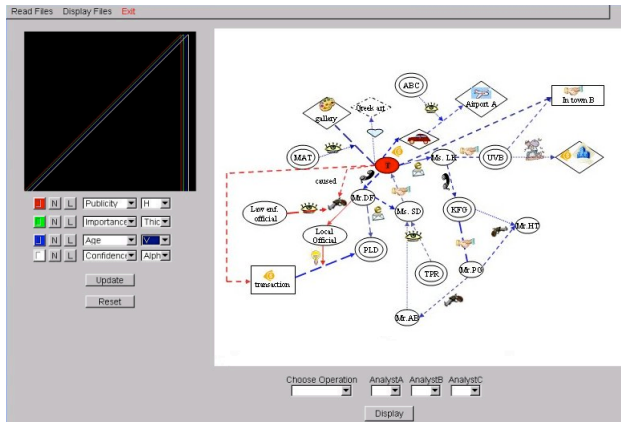 Read Files Display Files Exit
ABC
Greek art
Airport A
In town B
gallery
MAT
Ms. LH
UVB
caused
Mr.DF
Ms. SD
KFG
Law enf.
official
Local
Official
Mr.HT
PLD
TPR
Mr.PG
transaction
Mr.AB
J N L Publicity H
J N L Importance Thic
J N L Age V
N L Confidence Alph
Update
Reset
Choose Operation AnalystA AnalystB AnalystC
Display